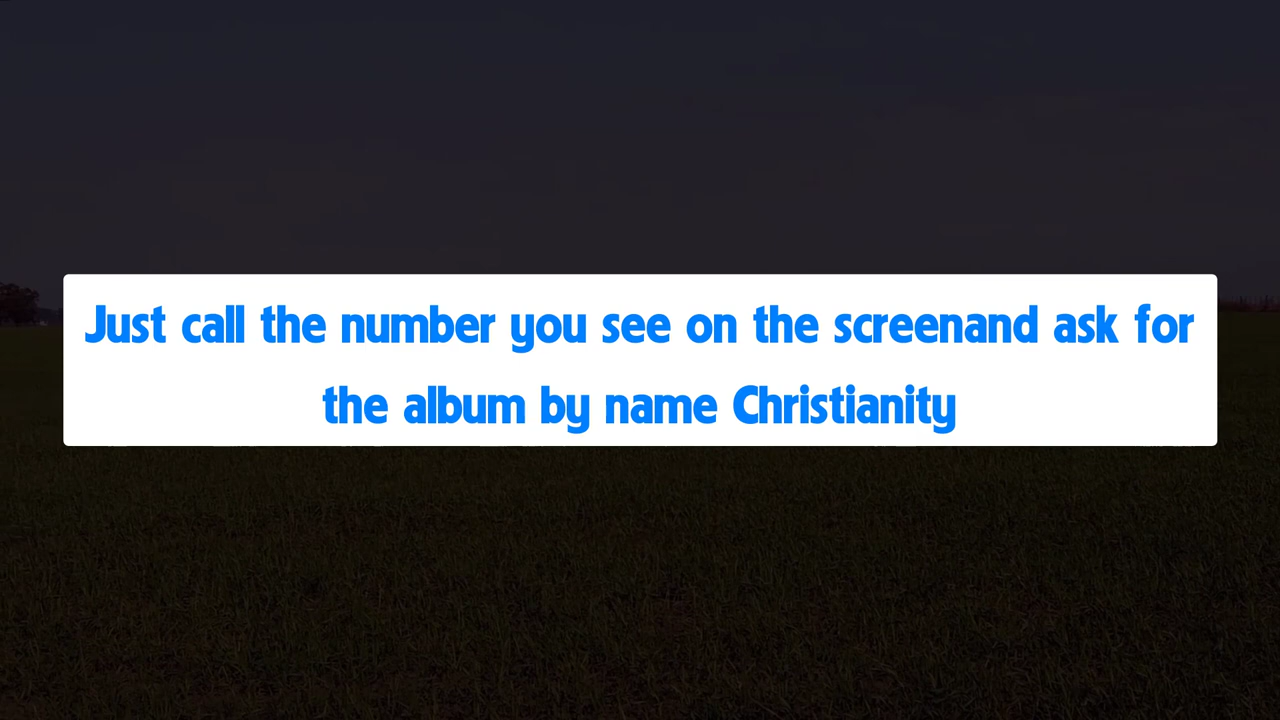 Just call the number you see on the screenand ask for
the album by name Christianity